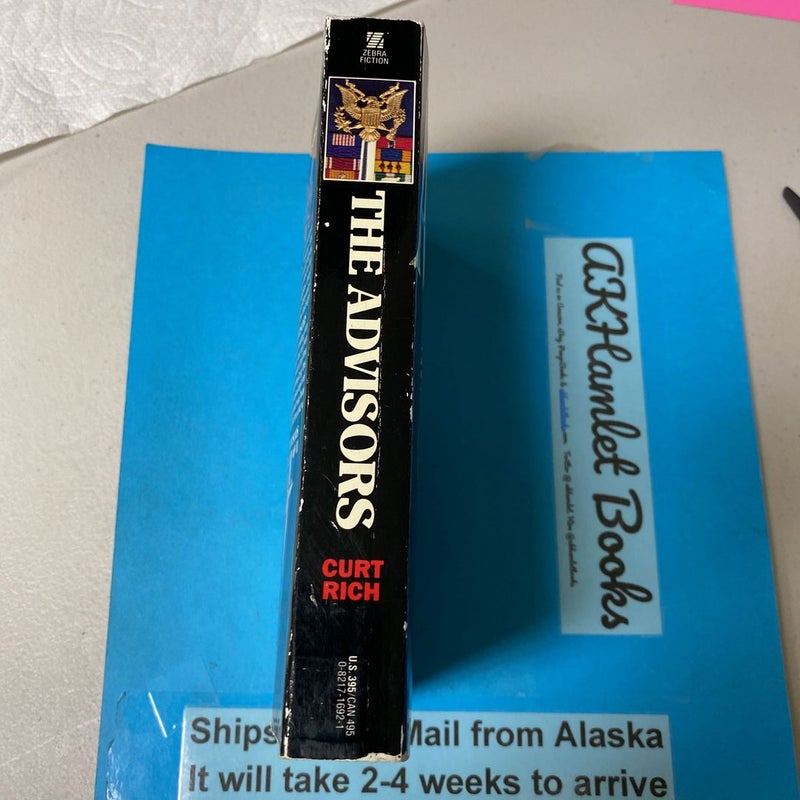 ZEBRA
FICTION
THE ADVISORS
CURT
RICH
U.S. 395/CAN 495
0-8217-1692-1
AKHamlet Books
Ships Mail from Alaska
It will take 2-4 weeks to arrive